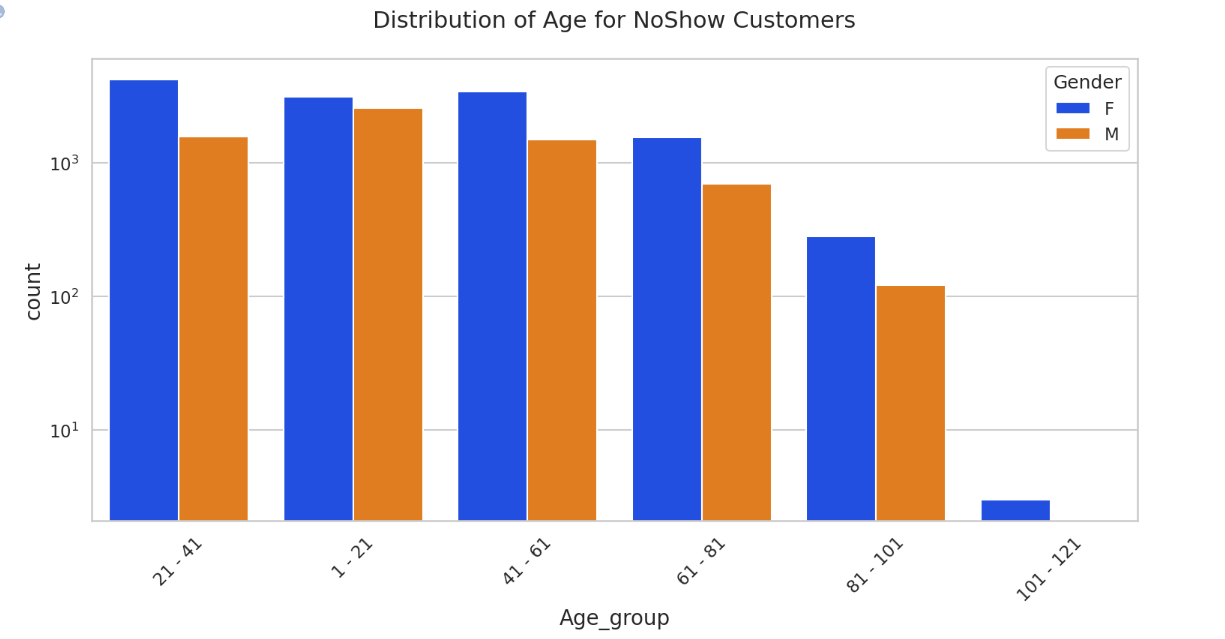 Distribution of Age for NoShow Customers
Gender
F
M
10³
10²
10¹
count
21 - 41
1 - 21
41 - 61
61 - 81
81 - 101
101 - 121
Age_group